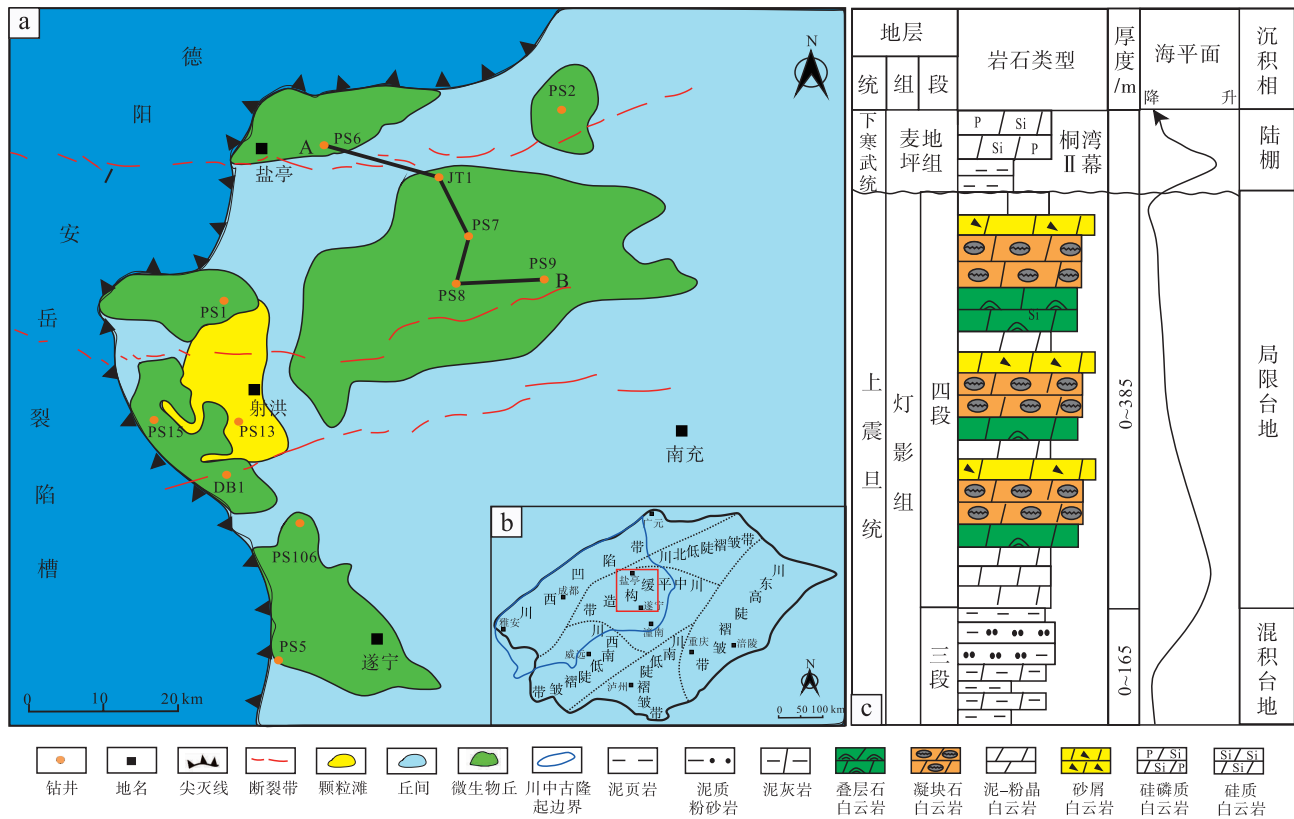 a
德
阳
安
岳
裂
陷
槽
N
PS2
A
PS6
盐亭
JT1
PS7
PS9
B
PS8
PS1
射洪
PS15
PS13
南充
DB1
PS106
PS5
遂宁
0 10 20 km
b
广元
川北低陡褶皱带
川西凹陷带
盐亭
成都
川中平缓构造带
遂宁
川东高陡褶皱带
雅安
潼南
川西南低陡褶皱带
威远
重庆
涪陵
川南低陡褶皱带
泸州
N
0 50 100 km
c
地层
统
组
段
岩石类型
厚度/m
海平面
降 升
沉积相
下寒武统
麦地坪组
P Si
Si P
桐湾Ⅱ幕
陆棚
上震旦统
灯影组
四段
Si
0~385
局限台地
三段
0~165
混积台地
钻井
地名
尖灭线
断裂带
颗粒滩
丘间
微生物丘
川中古隆
起边界
泥页岩
泥质
粉砂岩
泥灰岩
叠层石
白云岩
凝块石
白云岩
泥-粉晶
白云岩
砂屑
白云岩
P Si
Si P
硅磷质
白云岩
Si Si
Si
硅质
白云岩